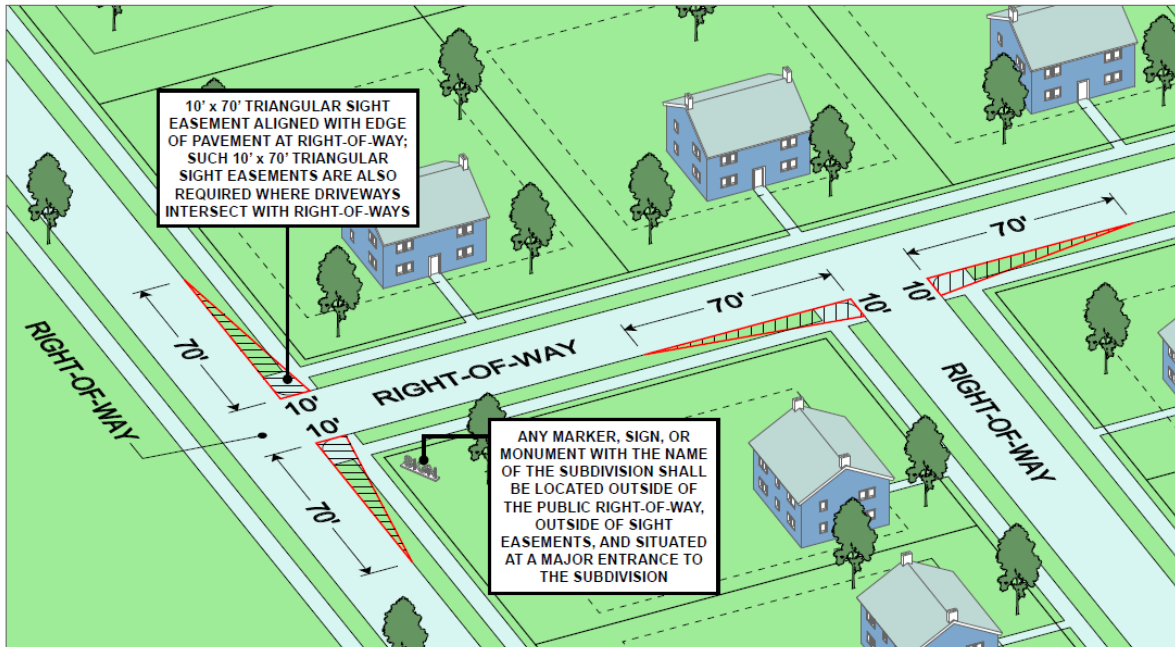 10' x 70' TRIANGULAR SIGHT
EASEMENT ALIGNED WITH EDGE
OF PAVEMENT AT RIGHT-OF-WAY;
SUCH 10' x 70' TRIANGULAR
SIGHT EASEMENTS ARE ALSO
REQUIRED WHERE DRIVEWAYS
INTERSECT WITH RIGHT-OF-WAYS
70'
10'
70'
10'
RIGHT-OF-WAY
70'
10'
RIGHT-OF-WAY
10'
70'
RIGHT-OF-WAY
SIGN
ANY MARKER, SIGN, OR
MONUMENT WITH THE NAME
OF THE SUBDIVISION SHALL
BE LOCATED OUTSIDE OF
THE PUBLIC RIGHT-OF-WAY,
OUTSIDE OF SIGHT
EASEMENTS, AND SITUATED
AT A MAJOR ENTRANCE TO
THE SUBDIVISION